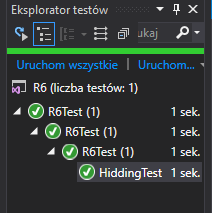 Eksplorator testów
ukaj
Uruchom wszystkie | Uruchom...
R6 (liczba testów: 1)
R6Test (1) 1 sek.
R6Test (1) 1 sek.
R6Test (1) 1 sek.
HiddingTest 1 sek.